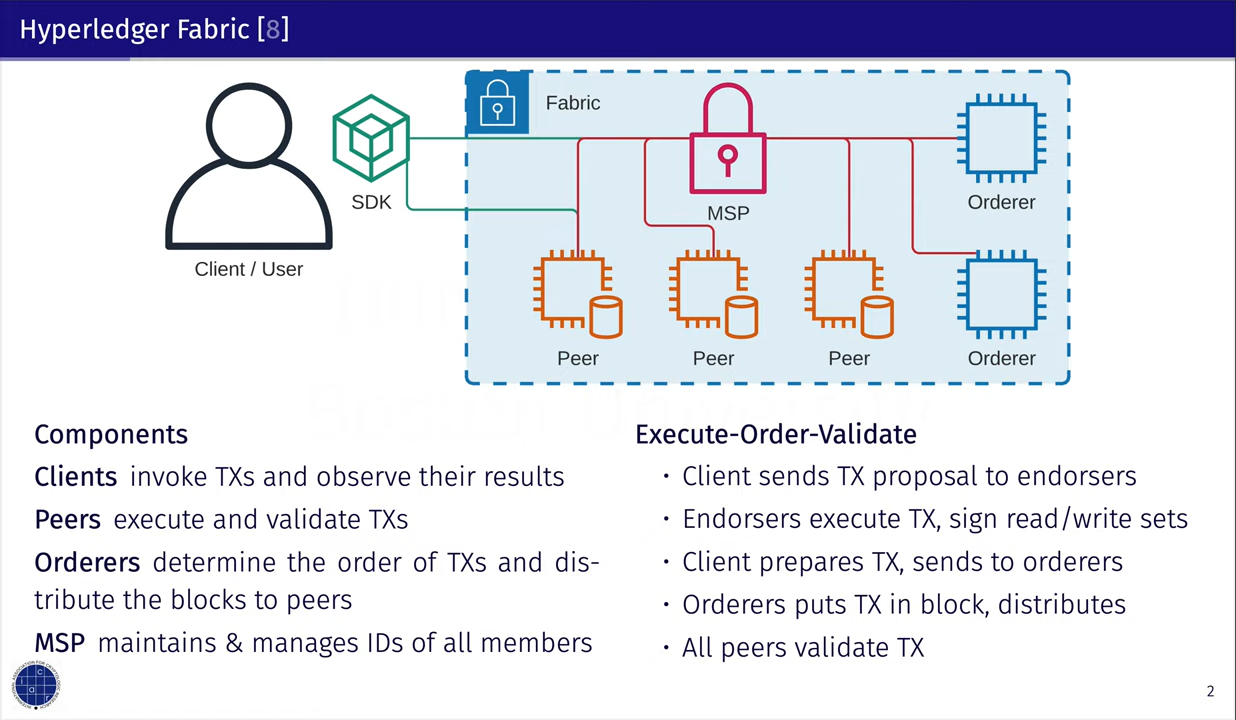 Hyperledger Fabric [8]
Fabric
SDK
MSP
Orderer
Client / User
Peer
Peer
Peer
Orderer
Components
Clients invoke TXs and observe their results
Peers execute and validate TXs
Orderers determine the order of TXs and dis-
tribute the blocks to peers
MSP maintains & manages IDs of all members
Execute-Order-Validate
· Client sends TX proposal to endorsers
· Endorsers execute TX, sign read/write sets
· Client prepares TX, sends to orderers
· Orderers puts TX in block, distributes
· All peers validate TX
2